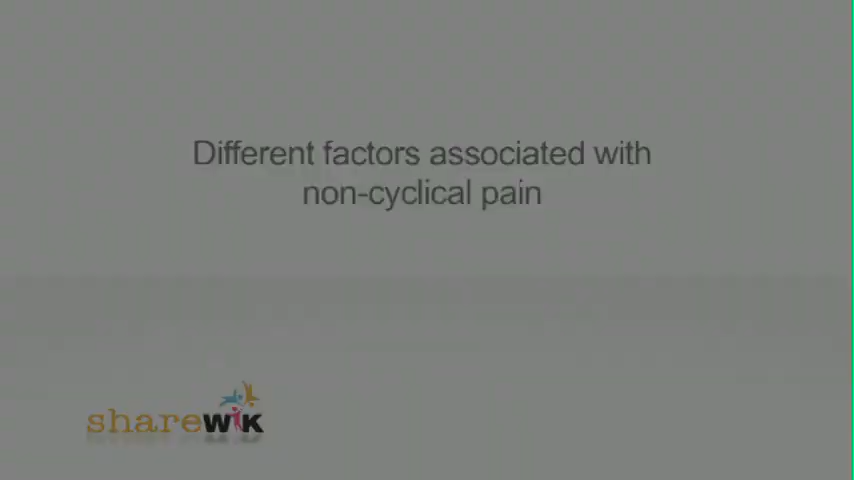 Different factors associated with
non-cyclical pain
sharewik